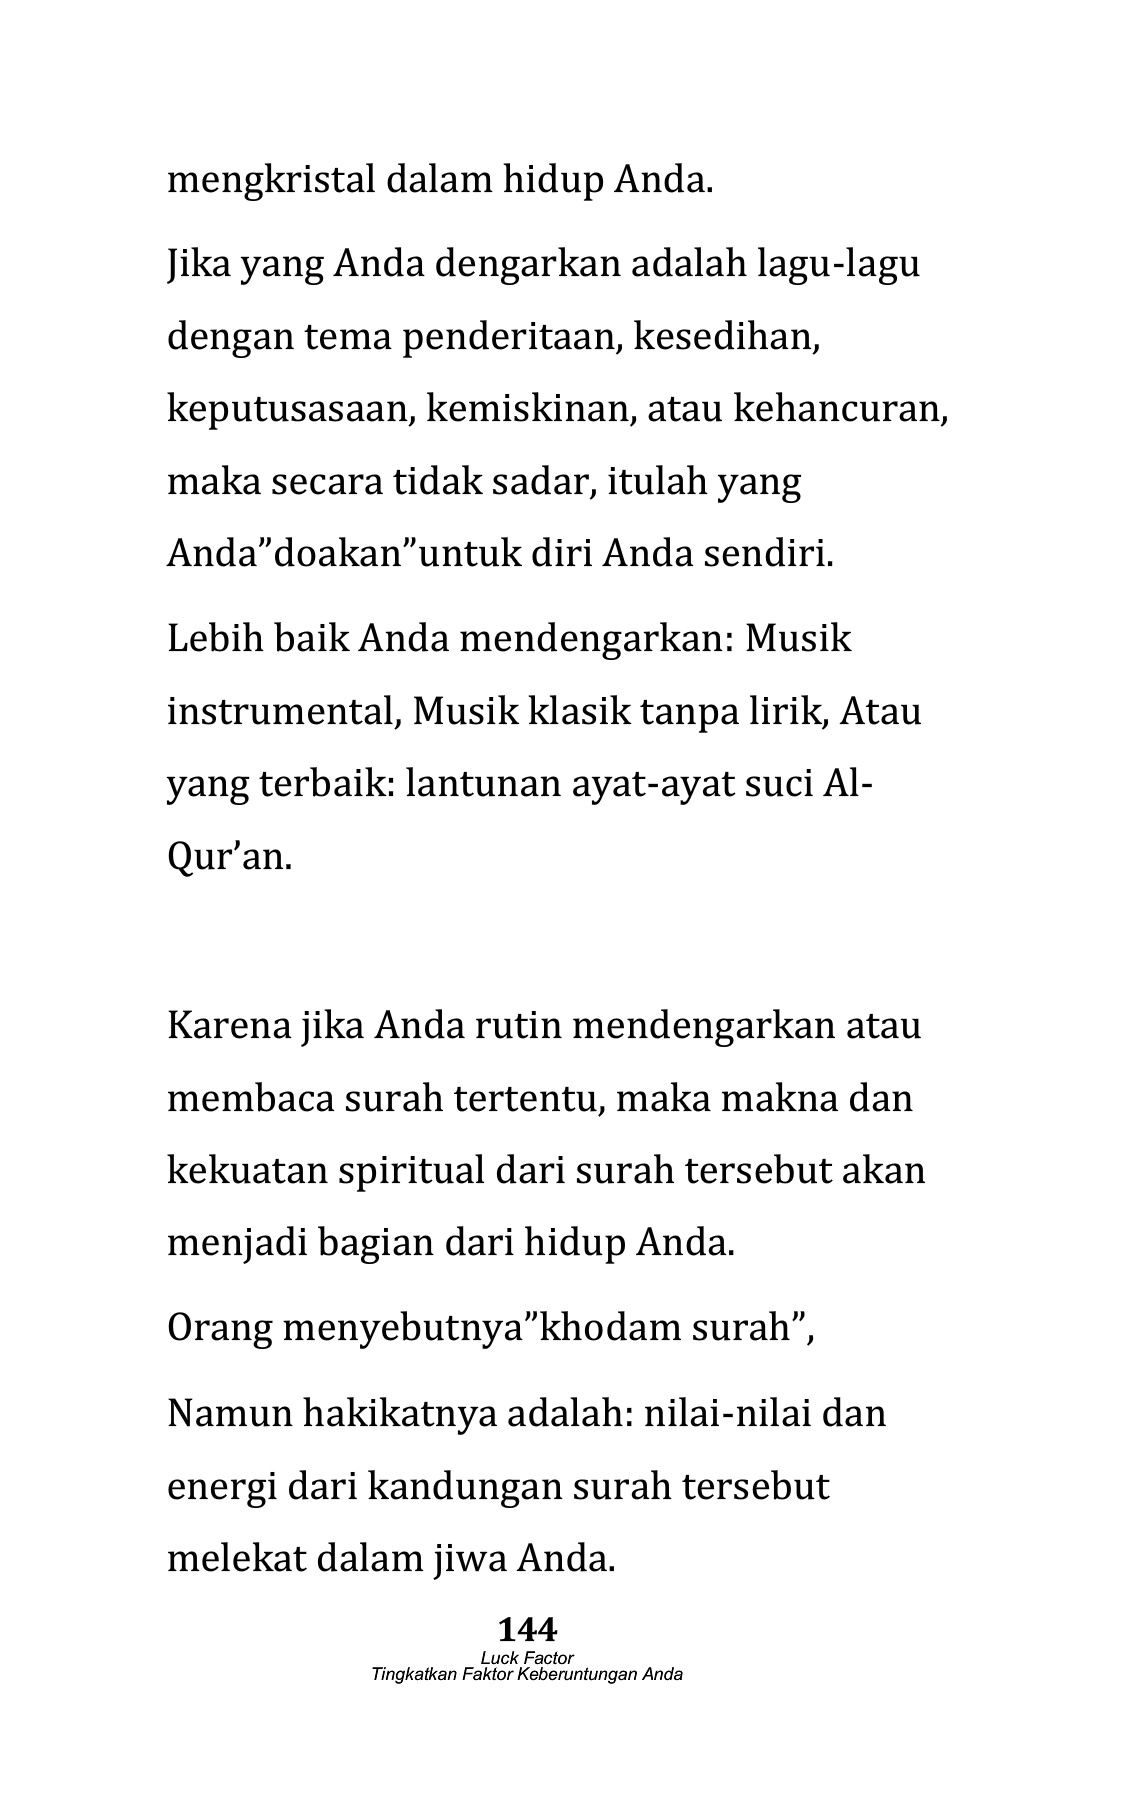 mengkristal dalam hidup Anda.
Jika yang Anda dengarkan adalah lagu-lagu
dengan tema penderitaan, kesedihan,
keputusasaan, kemiskinan, atau kehancuran,
maka secara tidak sadar, itulah yang
Anda”doakan”untuk diri Anda sendiri.
Lebih baik Anda mendengarkan: Musik
instrumental, Musik klasik tanpa lirik, Atau
yang terbaik: lantunan ayat-ayat suci Al-
Qur’an.
Karena jika Anda rutin mendengarkan atau
membaca surah tertentu, maka makna dan
kekuatan spiritual dari surah tersebut akan
menjadi bagian dari hidup Anda.
Orang menyebutnya”khodam surah”,
Namun hakikatnya adalah: nilai-nilai dan
energi dari kandungan surah tersebut
melekat dalam jiwa Anda.
144
Luck Factor
Tingkatkan Faktor Keberuntungan Anda